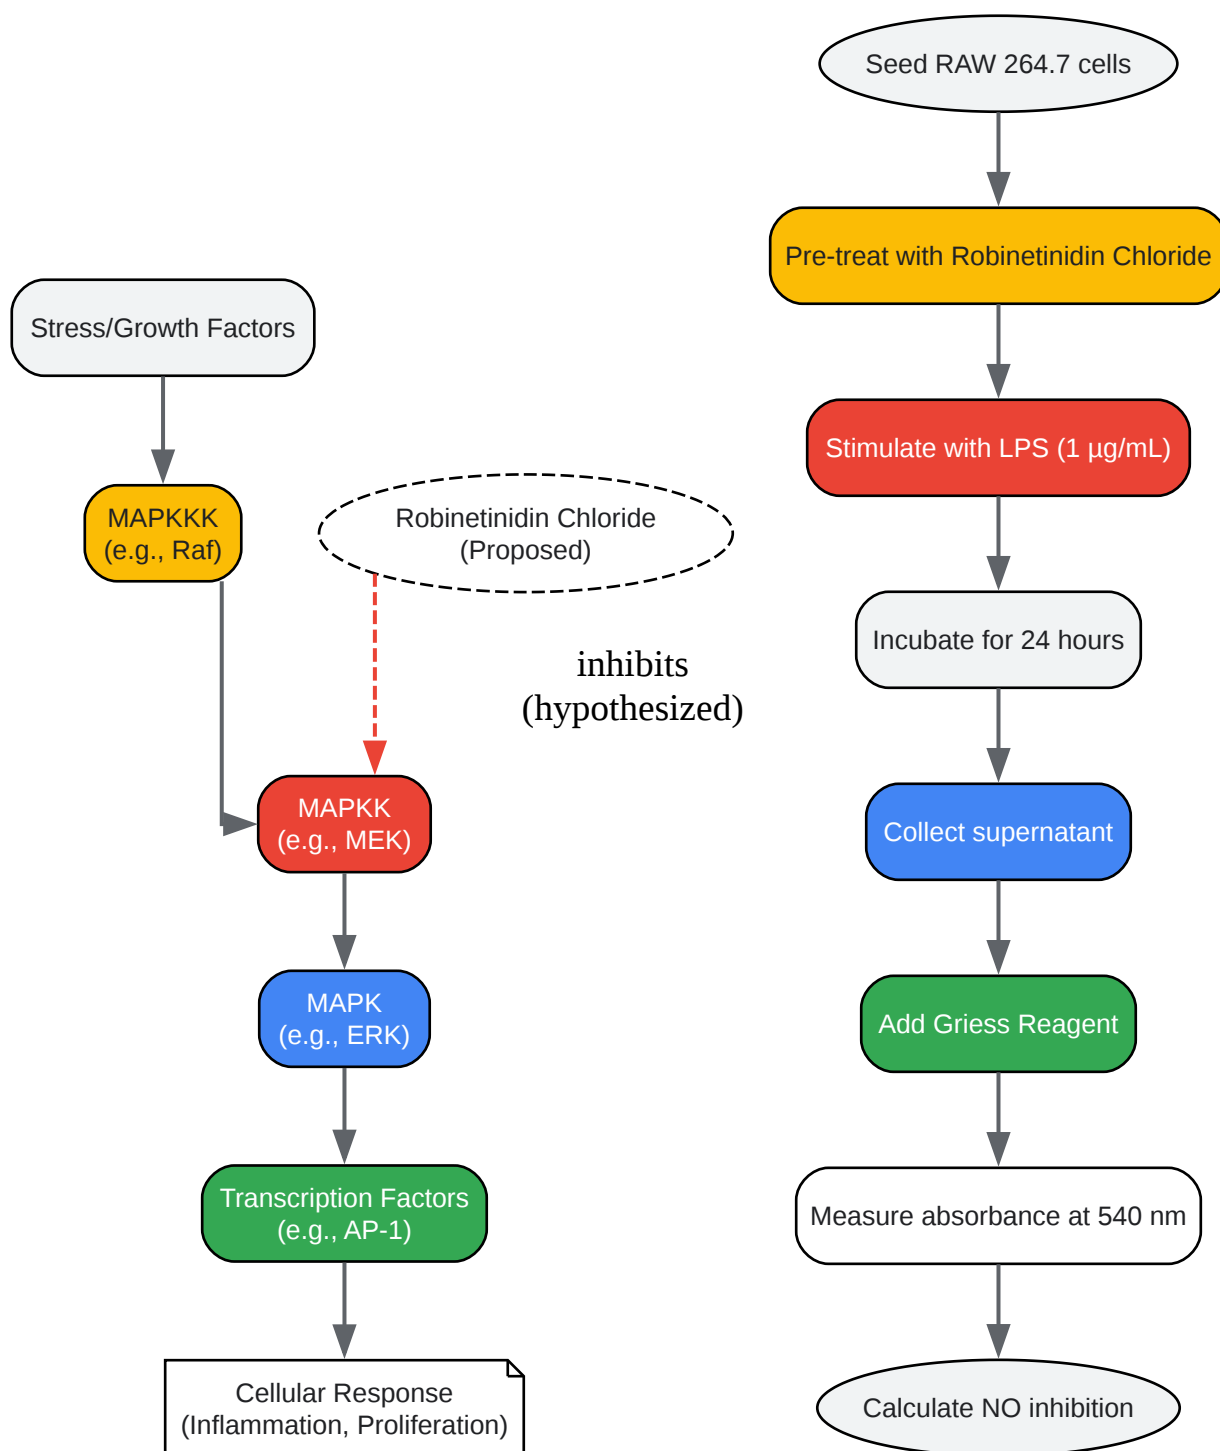 Stress/Growth Factors
MAPKKK
(e.g., Raf)
Robinetinidin Chloride
(Proposed)
inhibits
(hypothesized)
MAPKK
(e.g., MEK)
MAPK
(e.g., ERK)
Transcription Factors
(e.g., AP-1)
Cellular Response
(Inflammation, Proliferation)
Seed RAW 264.7 cells
Pre-treat with Robinetinidin Chloride
Stimulate with LPS (1 µg/mL)
Incubate for 24 hours
Collect supernatant
Add Griess Reagent
Measure absorbance at 540 nm
Calculate NO inhibition